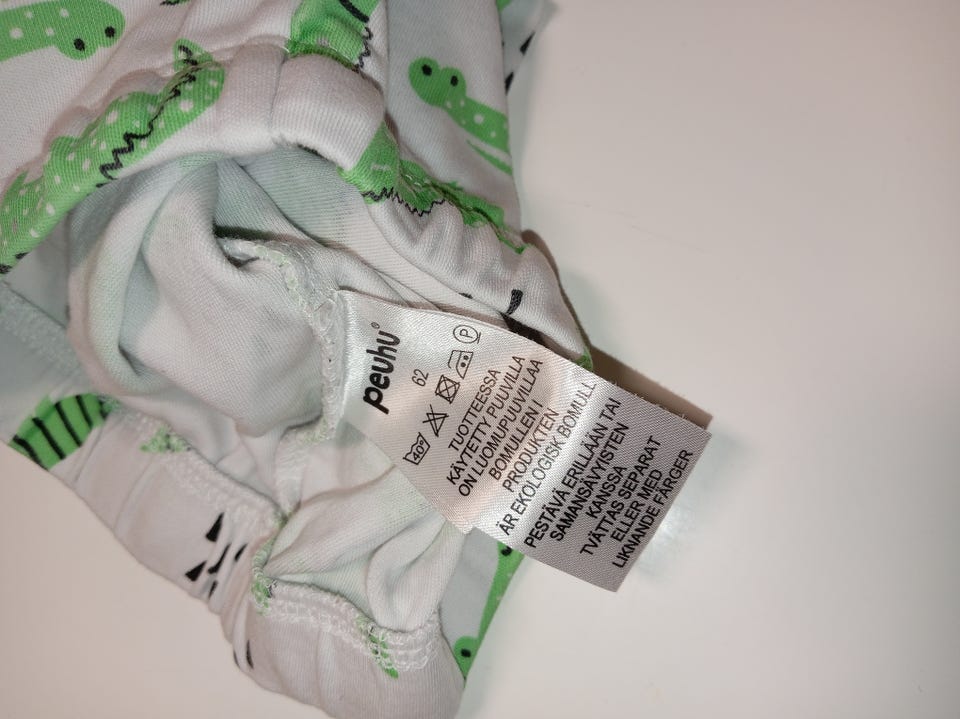 peuhu®
62
40° P
TUOTTEESSA
KÄYTETTY PUUVILLA
ON LUOMUPUUVILLAA
BOMULLEN I
PRODUKTEN
ÄR EKOLOGISK BOMULL
PESTÄVÄ ERILLÄÄN TAI
SAMANSÄVYISTEN
KANSSA
TVÄTTAS SEPARAT
ELLER MED
LIKNANDE FÄRGER